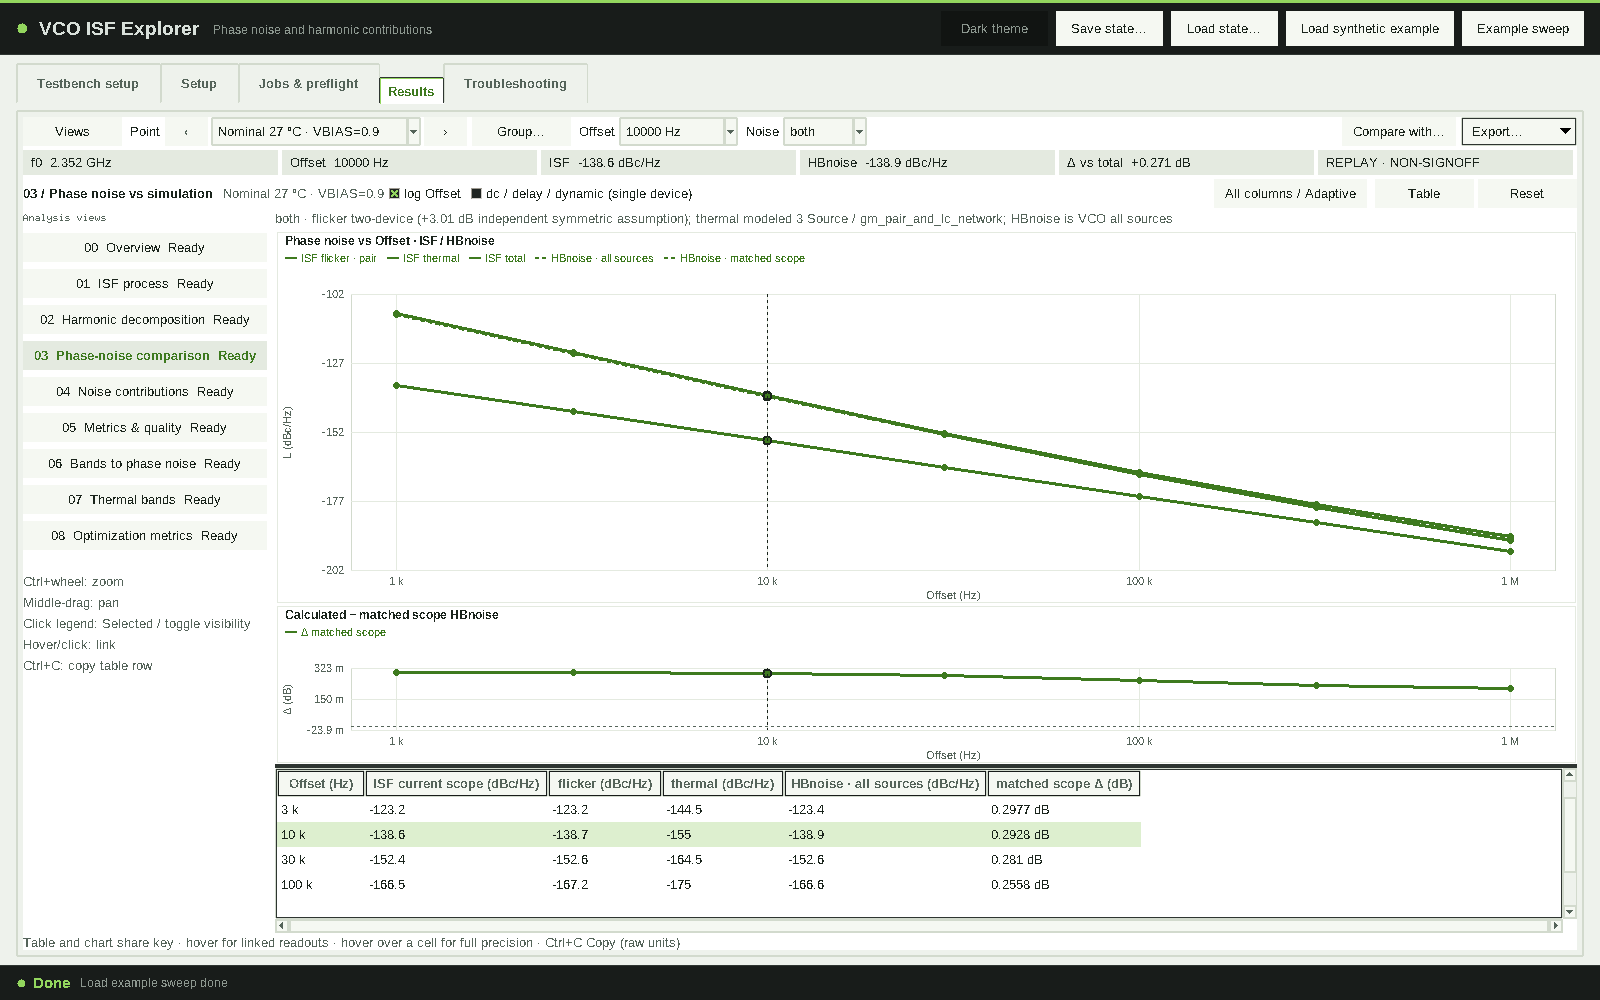 VCO ISF Explorer Phase noise and harmonic contributions Dark theme Save state... Load state... Load synthetic example Example sweep
Testbench setup Setup Jobs & preflight Results Troubleshooting
Views Point ‹ Nominal 27 °C · VBIAS=0.9 › Group... Offset 10000 Hz Noise both Compare with... Export...
f0 2.352 GHz Offset 10000 Hz ISF -138.6 dBc/Hz HBnoise -138.9 dBc/Hz Δ vs total +0.271 dB REPLAY · NON-SIGNOFF
03 / Phase noise vs simulation Nominal 27 °C · VBIAS=0.9 log Offset dc / delay / dynamic (single device) All columns / Adaptive Table Reset
Analysis views
both · flicker two-device (+3.01 dB independent symmetric assumption); thermal modeled 3 Source / gm_pair_and_lc_network; HBnoise is VCO all sources
00 Overview Ready
01 ISF process Ready
02 Harmonic decomposition Ready
03 Phase-noise comparison Ready
04 Noise contributions Ready
05 Metrics & quality Ready
06 Bands to phase noise Ready
07 Thermal bands Ready
08 Optimization metrics Ready
Ctrl+wheel: zoom
Middle-drag: pan
Click legend: Selected / toggle visibility
Hover/click: link
Ctrl+C: copy table row
Phase noise vs Offset · ISF / HBnoise
ISF flicker · pair ISF thermal ISF total HBnoise · all sources HBnoise · matched scope
-102
-127
-152
-177
-202
L (dBc/Hz)
1 k 10 k 100 k 1 M
Offset (Hz)
Calculated − matched scope HBnoise
Δ matched scope
323 m
150 m
-23.9 m
Δ (dB)
1 k 10 k 100 k 1 M
Offset (Hz)
Offset (Hz) ISF current scope (dBc/Hz) flicker (dBc/Hz) thermal (dBc/Hz) HBnoise · all sources (dBc/Hz) matched scope Δ (dB)
3 k -123.2 -123.2 -144.5 -123.4 0.2977 dB
10 k -138.6 -138.7 -155 -138.9 0.2928 dB
30 k -152.4 -152.6 -164.5 -152.6 0.281 dB
100 k -166.5 -167.2 -175 -166.6 0.2558 dB
Table and chart share key · hover for linked readouts · hover over a cell for full precision · Ctrl+C Copy (raw units)
Done Load example sweep done